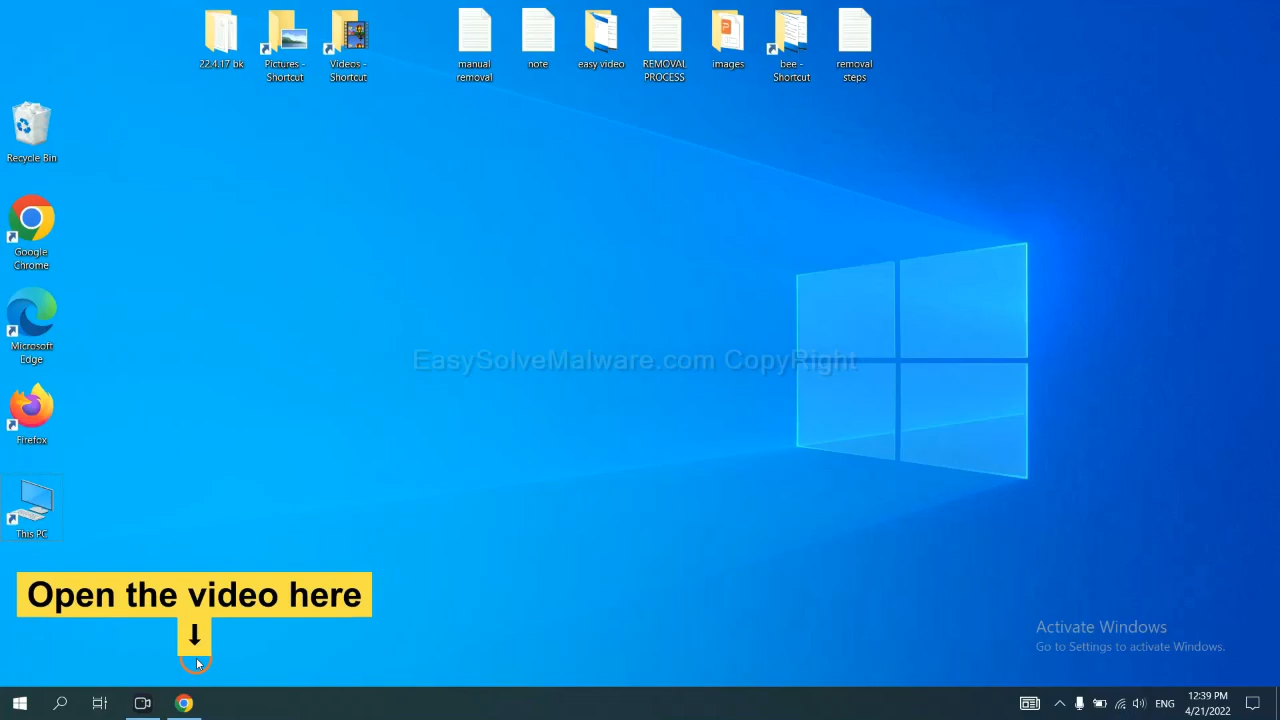 22.4.17 bk
Pictures -
Shortcut
Videos -
Shortcut
manual
removal
note
easy video
REMOVAL
PROCESS
images
bee -
Shortcut
removal
steps
Recycle Bin
Google
Chrome
Microsoft
Edge
Firefox
This PC
EasySolveMalware.com CopyRight
Open the video here
Activate Windows
Go to Settings to activate Windows.
ENG
12:39 PM
4/21/2022